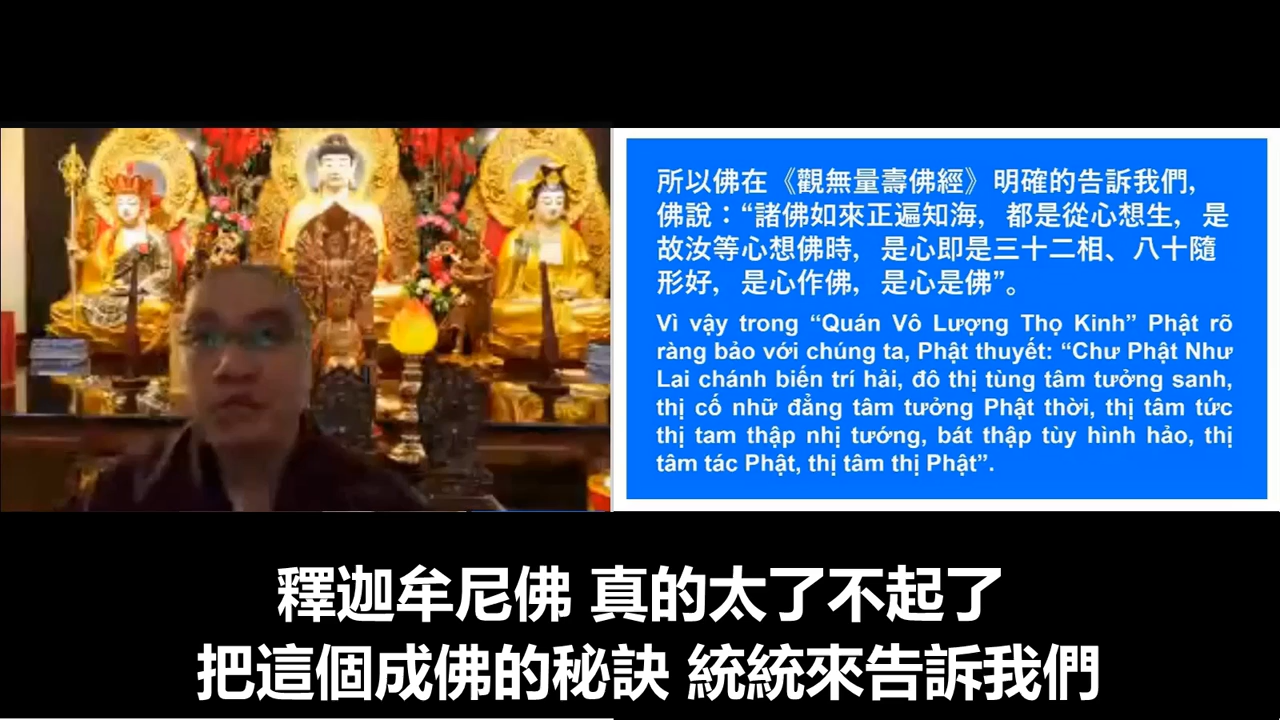 所以佛在《觀無量壽佛經》明確的告訴我們，
佛說：“諸佛如來正遍知海，都是從心想生，是
故汝等心想佛時，是心即是三十二相、八十隨
形好，是心作佛，是心是佛”。
Vì vậy trong “Quán Vô Lượng Thọ Kinh” Phật rõ
ràng bảo với chúng ta, Phật thuyết: “Chư Phật Như
Lai chánh biến trí hải, đô thị tùng tâm tưởng sanh,
thị cố nhữ đẳng tâm tưởng Phật thời, thị tâm tức
thị tam thập nhị tướng, bát thập tùy hình hảo, thị
tâm tác Phật, thị tâm thị Phật”.
釋迦牟尼佛 真的太了不起了
把這個成佛的秘訣 統統來告訴我們